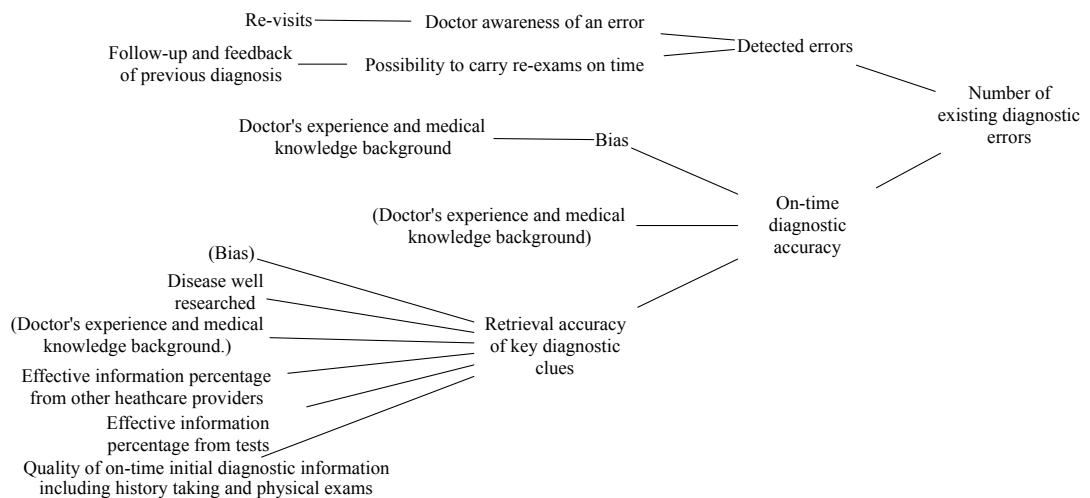 Re-visits
Doctor awareness of an error
Follow-up and feedback
of previous diagnosis
Possibility to carry re-exams on time
Detected errors
Number of
existing diagnostic
errors
Doctor's experience and medical
knowledge background
Bias
(Doctor's experience and medical
knowledge background)
On-time
diagnostic
accuracy
(Bias)
Disease well
researched
(Doctor's experience and medical
knowledge background.)
Effective information percentage
from other heathcare providers
Effective information
percentage from tests
Quality of on-time initial diagnostic information
including history taking and physical exams
Retrieval accuracy
of key diagnostic
clues